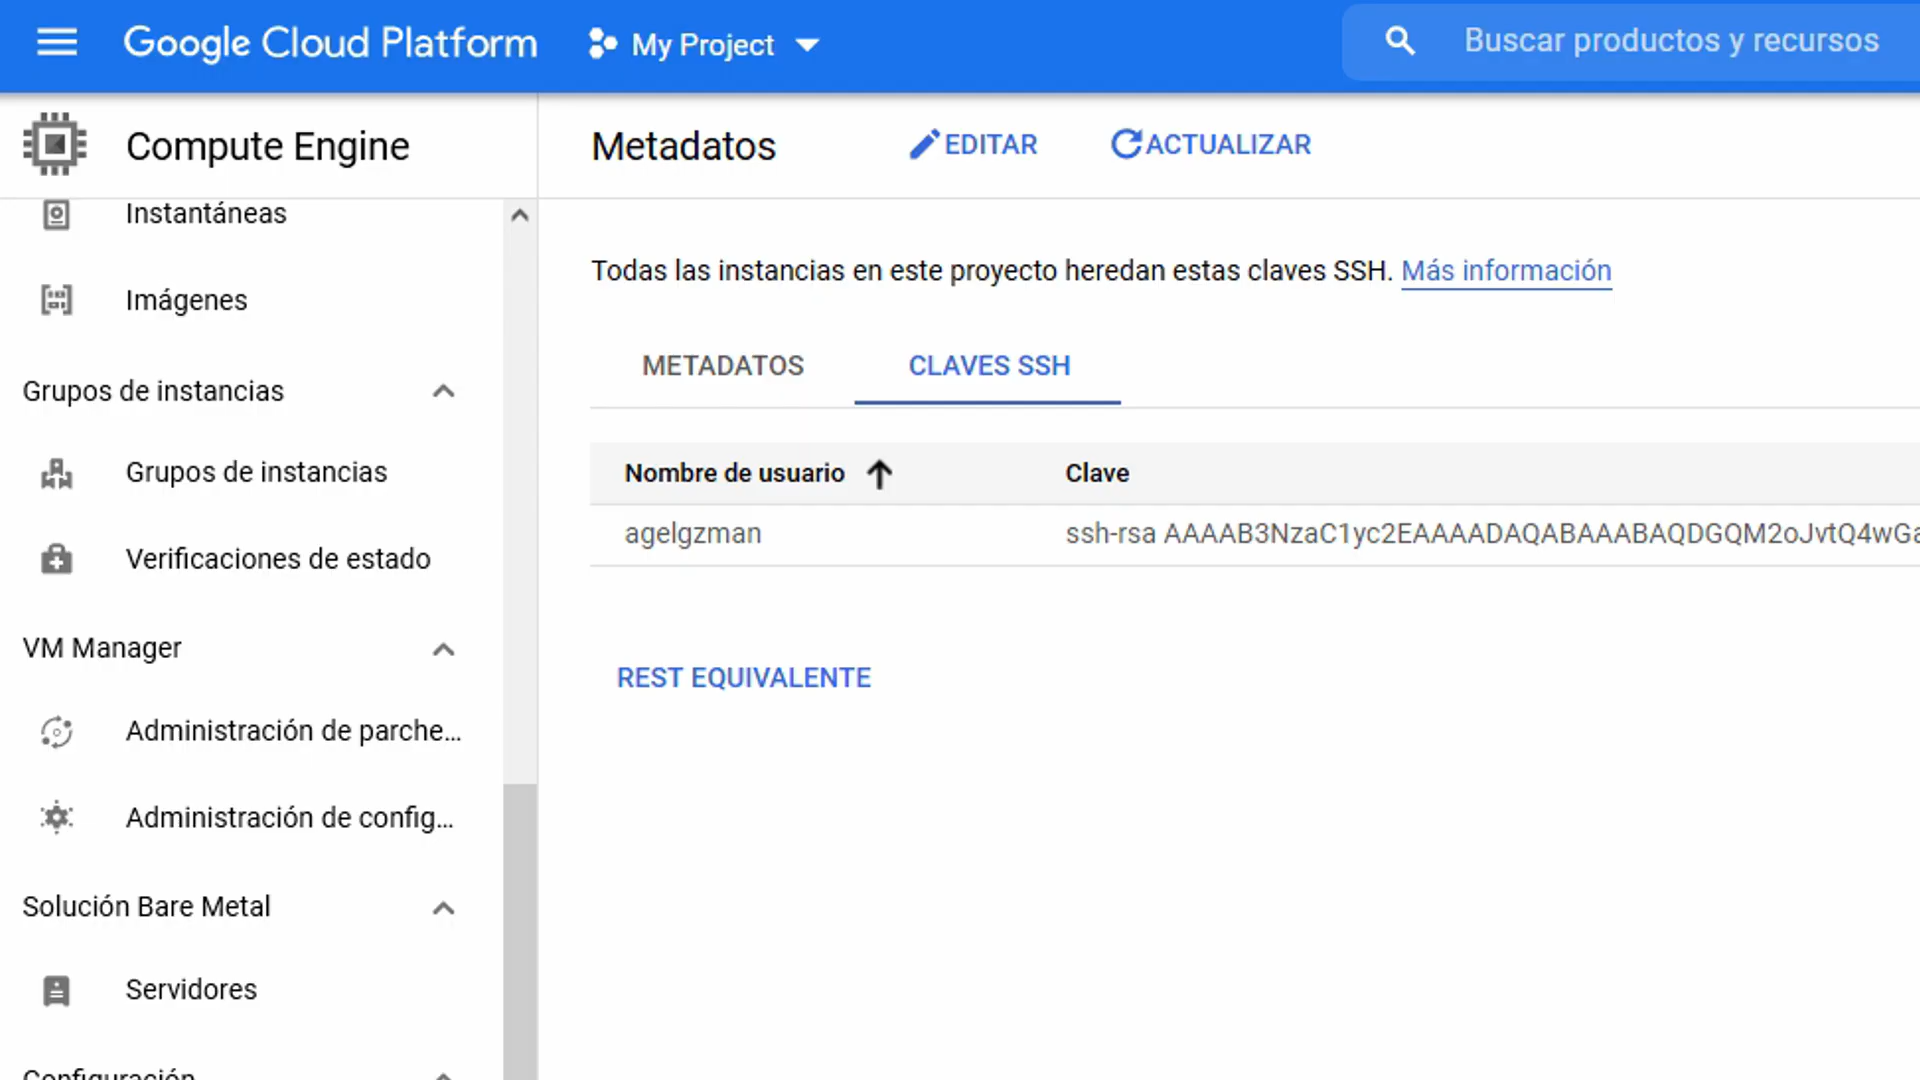 Google Cloud Platform
My Project
Buscar productos y recursos
Compute Engine
Instantáneas
Imágenes
Grupos de instancias
Grupos de instancias
Verificaciones de estado
VM Manager
Administración de parche...
Administración de config...
Solución Bare Metal
Servidores
Configuración
Metadatos
EDITAR
ACTUALIZAR
Todas las instancias en este proyecto heredan estas claves SSH. Más información
METADATOS
CLAVES SSH
Nombre de usuario
Clave
agelgzman
ssh-rsa AAAAB3NzaC1yc2EAAAADAQABAAABAQDGQM2oJvtQ4wGa
REST EQUIVALENTE